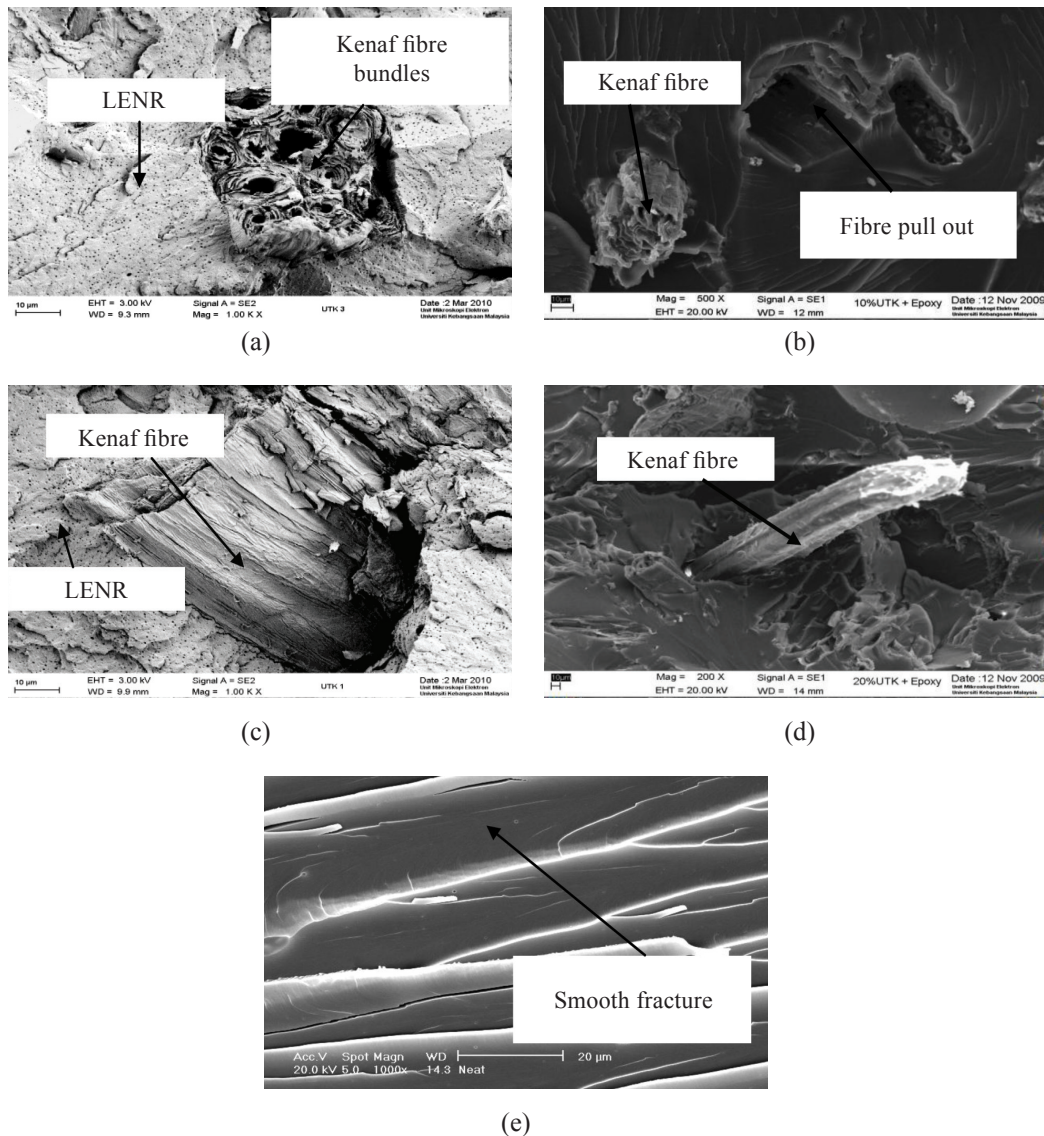 Kenaf fibre
bundles
LENR
10 µm
EHT = 3.00 kV
WD = 9.3 mm
Signal A = SE2
Mag = 1.00 K X
UTK 3
Date :2 Mar 2010
Unit Mikroskopi Elektron
Universiti Kebangsaan Malaysia
(a)
Kenaf fibre
Fibre pull out
10µm
Mag = 500 X
EHT = 20.00 kV
Signal A = SE1
WD = 12 mm
10%UTK + Epoxy
Date :12 Nov 2009
Unit Mikroskopi Elektron
Universiti Kebangsaan Malaysia
(b)
Kenaf fibre
LENR
10 µm
EHT = 3.00 kV
WD = 9.9 mm
Signal A = SE2
Mag = 1.00 K X
UTK 1
Date :2 Mar 2010
Unit Mikroskopi Elektron
Universiti Kebangsaan Malaysia
(c)
Kenaf fibre
10µm
Mag = 200 X
EHT = 20.00 kV
Signal A = SE1
WD = 14 mm
20%UTK + Epoxy
Date :12 Nov 2009
Unit Mikroskopi Elektron
Universiti Kebangsaan Malaysia
(d)
Smooth fracture
Acc.V Spot Magn WD 20 µm
20.0 kV 5.0 1000x 14.3 Neat
(e)